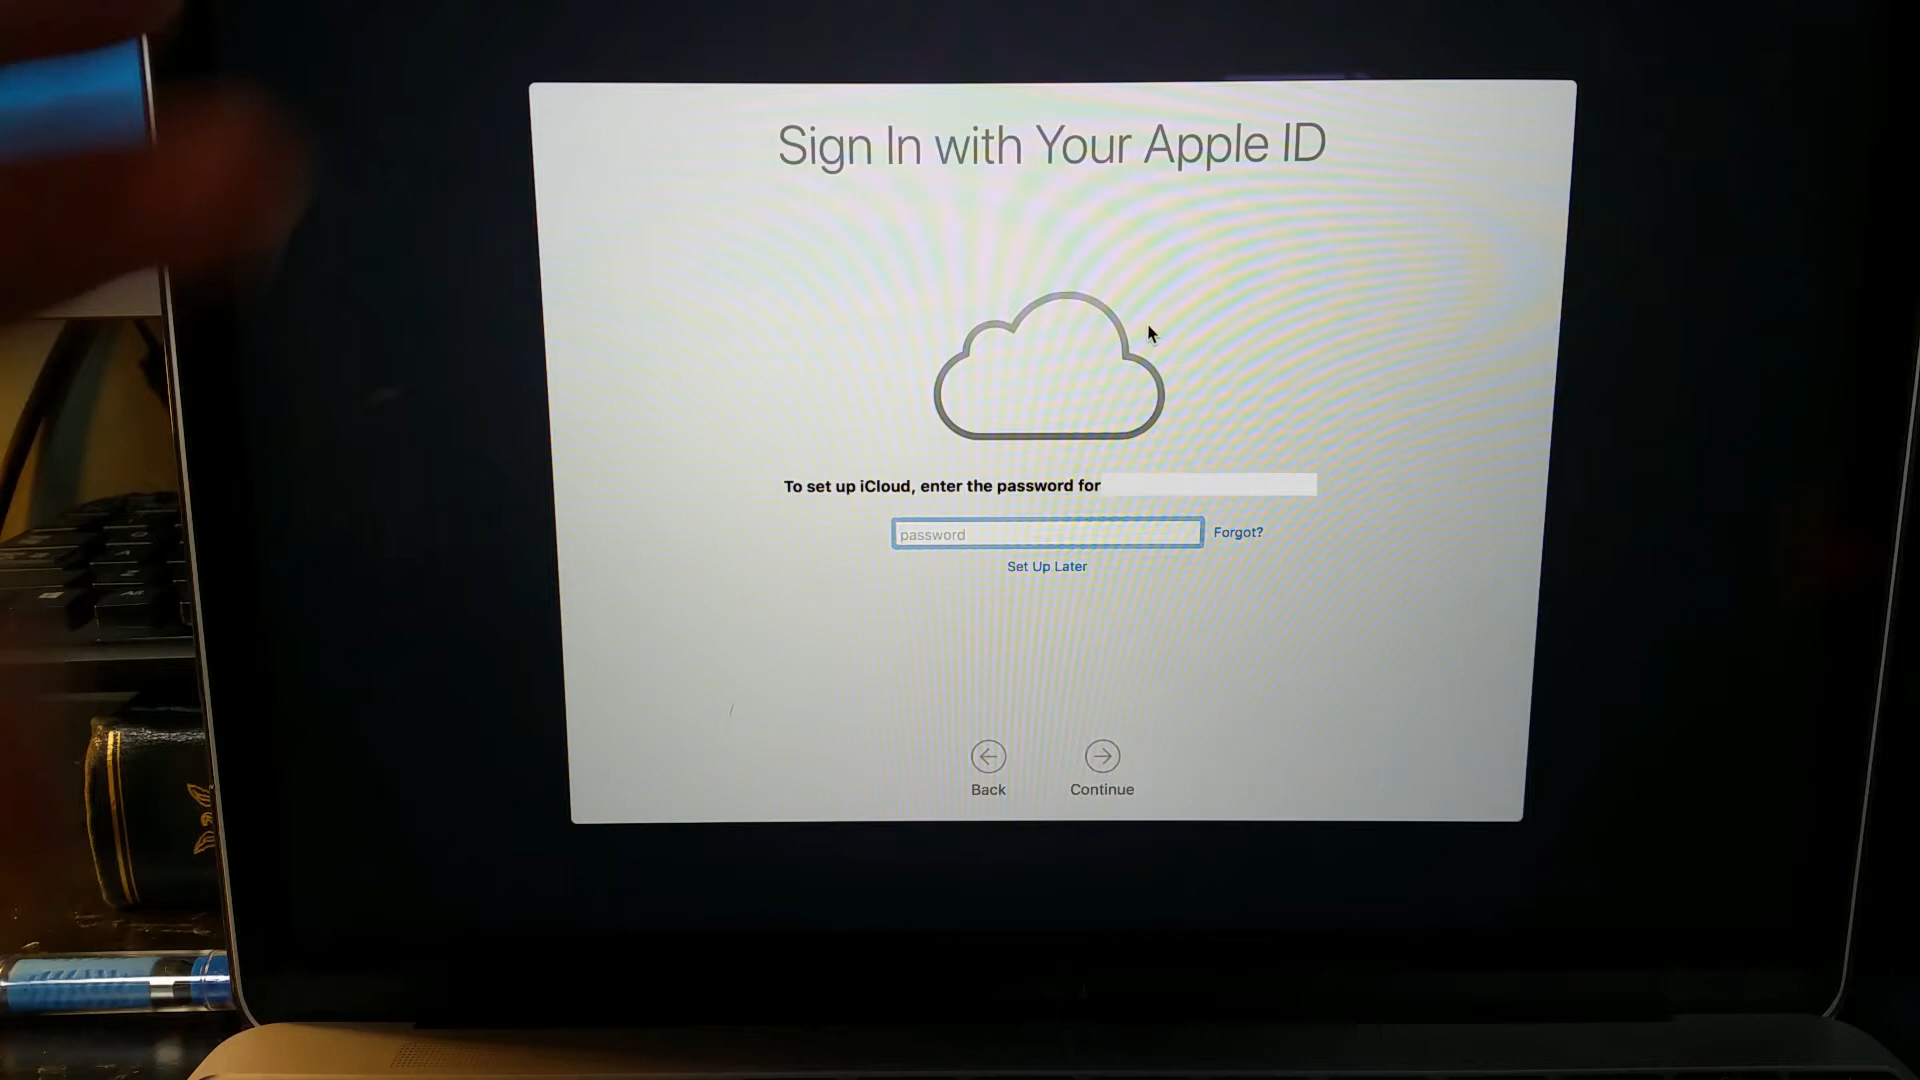 Sign In with Your Apple ID
To set up iCloud, enter the password for
password
Forgot?
Set Up Later
Back
Continue